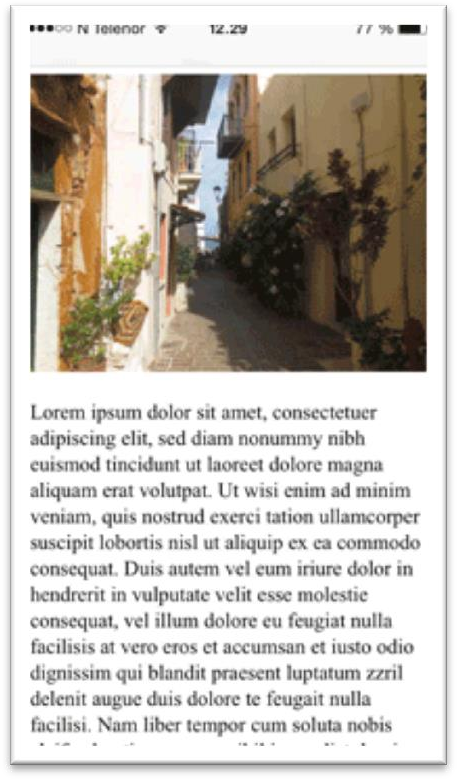 N Telenor 12.29 77 %
Lorem ipsum dolor sit amet, consectetuer
adipiscing elit, sed diam nonummy nibh
euismod tincidunt ut laoreet dolore magna
aliquam erat volutpat. Ut wisi enim ad minim
veniam, quis nostrud exerci tation ullamcorper
suscipit lobortis nisl ut aliquip ex ea commodo
consequat. Duis autem vel eum iriure dolor in
hendrerit in vulputate velit esse molestie
consequat, vel illum dolore eu feugiat nulla
facilisis at vero eros et accumsan et iusto odio
dignissim qui blandit praesent luptatum zzril
delenit augue duis dolore te feugait nulla
facilisi. Nam liber tempor cum soluta nobis